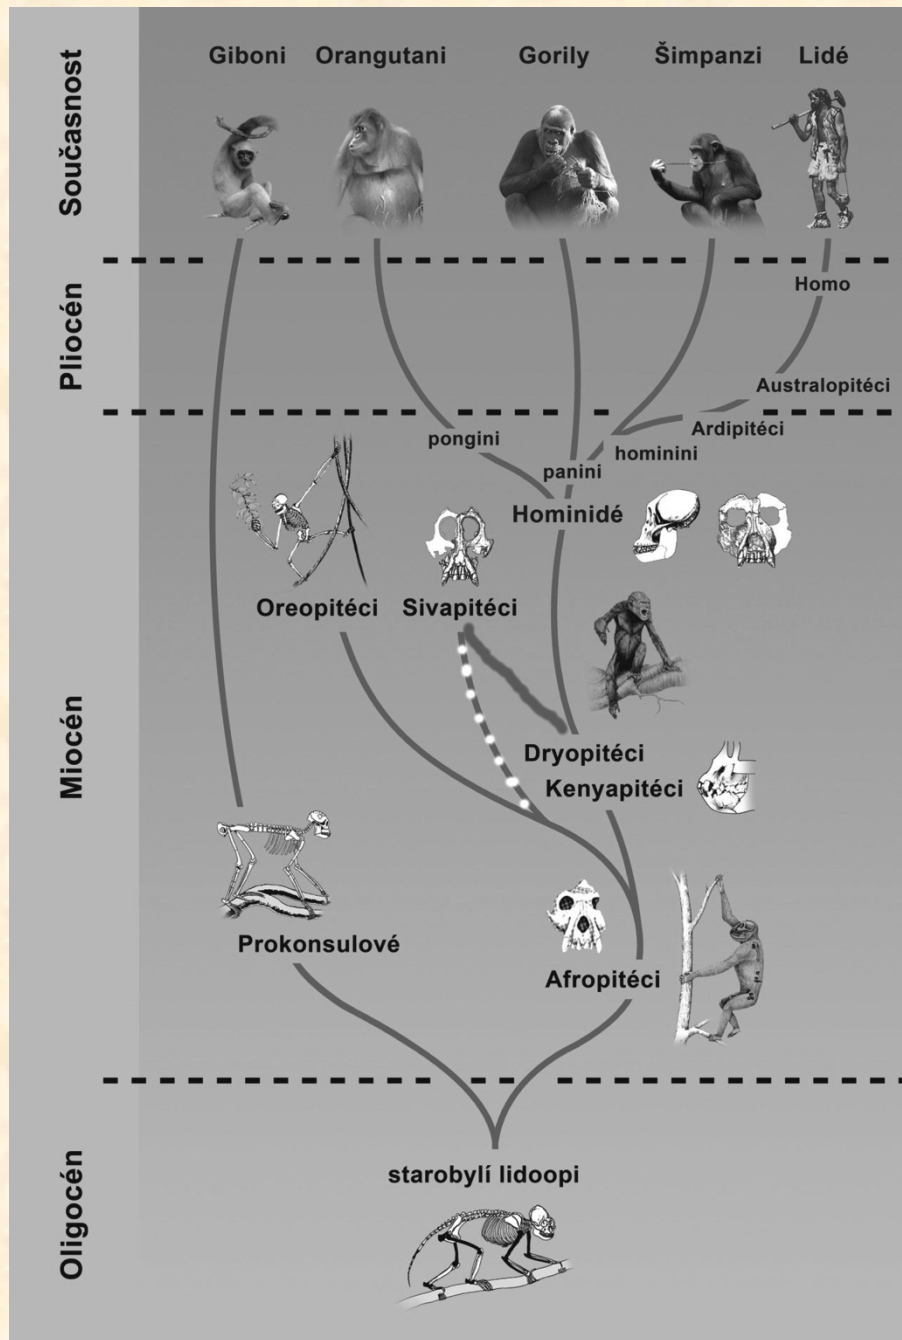 Současnost
Giboni
Orangutani
Gorily
Šimpanzi
Lidé
Pliocén
Homo
Australopitéci
Ardipitéci
pongini
hominini
panini
Hominidé
Miocén
Oreopitéci
Sivapitéci
Dryopitéci
Kenyapitéci
Prokonsulové
Afropitéci
Oligocén
starobylí lidoopi